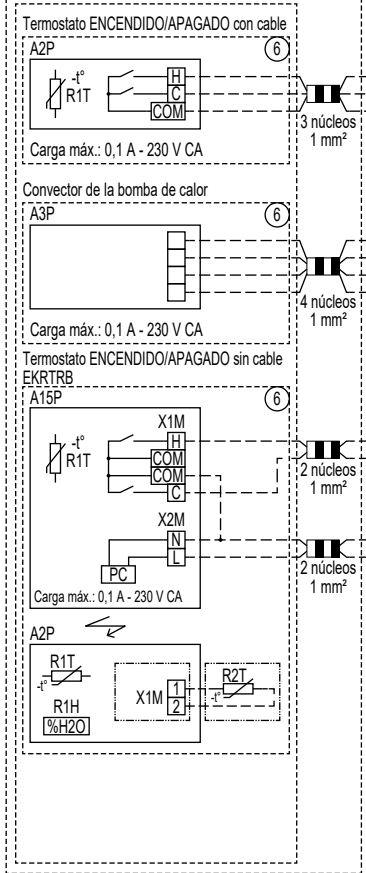 Termostato ENCENDIDO/APAGADO con cable
A2P
6
-t°
R1T
H
C
COM
3 núcleos
1 mm²
Carga máx.: 0,1 A - 230 V CA
Convector de la bomba de calor
A3P
6
4 núcleos
1 mm²
Carga máx.: 0,1 A - 230 V CA
Termostato ENCENDIDO/APAGADO sin cable
EKRTRB
A15P
6
X1M
-t°
R1T
H
COM
COM
C
2 núcleos
1 mm²
X2M
N
L
PC
2 núcleos
1 mm²
Carga máx.: 0,1 A - 230 V CA
A2P
R1T
-t°
R1H
%H2O
X1M
1
2
R2T
-t°